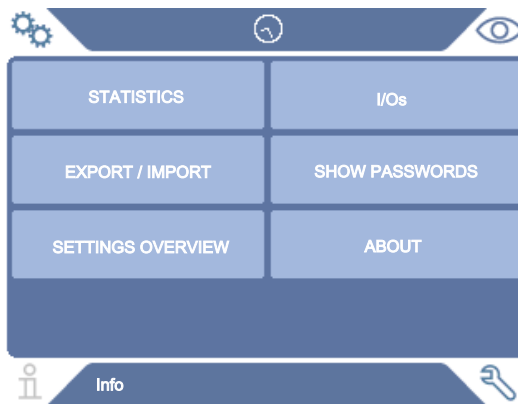 STATISTICS
I/Os
EXPORT / IMPORT
SHOW PASSWORDS
SETTINGS OVERVIEW
ABOUT
Info